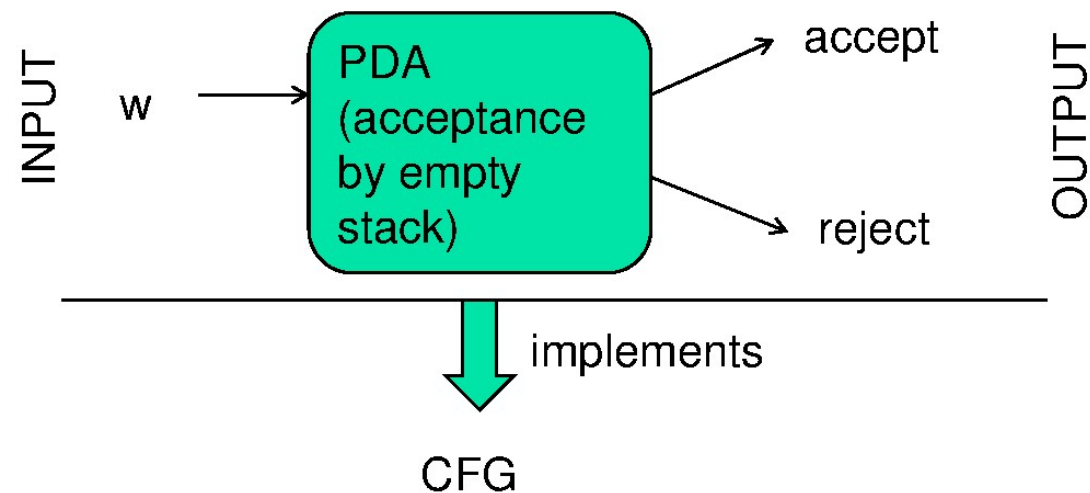 INPUT
w
PDA
(acceptance
by empty
stack)
accept
reject
OUTPUT
implements
CFG